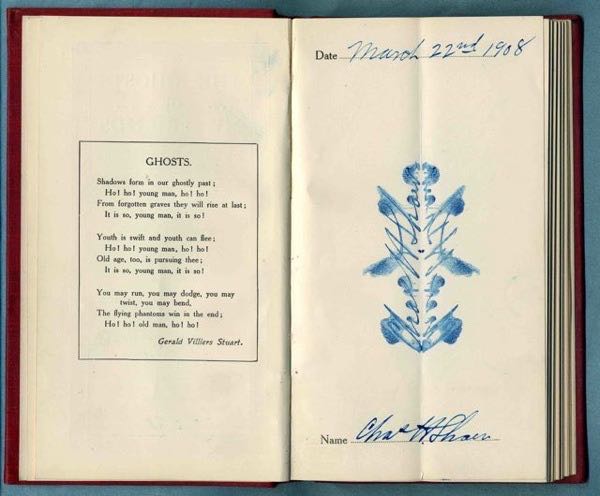 GHOSTS.
Shadows form in our ghostly past;
Ho! ho! young man, ho! ho!
From forgotten graves they will rise at last;
It is so, young man, it is so!
Youth is swift and youth can flee;
Ho! ho! young man, ho! ho!
Old age, too, is pursuing thee;
It is so, young man, it is so!
You may run, you may dodge, you may
twist, you may bend,
The flying phantoms win in the end;
Ho! ho! old man, ho! ho!
Gerald Villiers Stuart.
Date March 22nd 1908
Name Chas H.